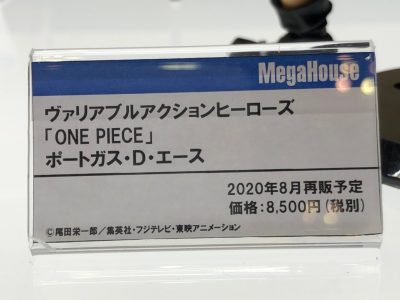 MegaHouse
ヴァリアブルアクションヒーローズ
「ONE PIECE」
ポートガス・D・エース
2020年8月再販予定
価格:8,500円(税別)
©尾田栄一郎/集英社・フジテレビ・東映アニメーション